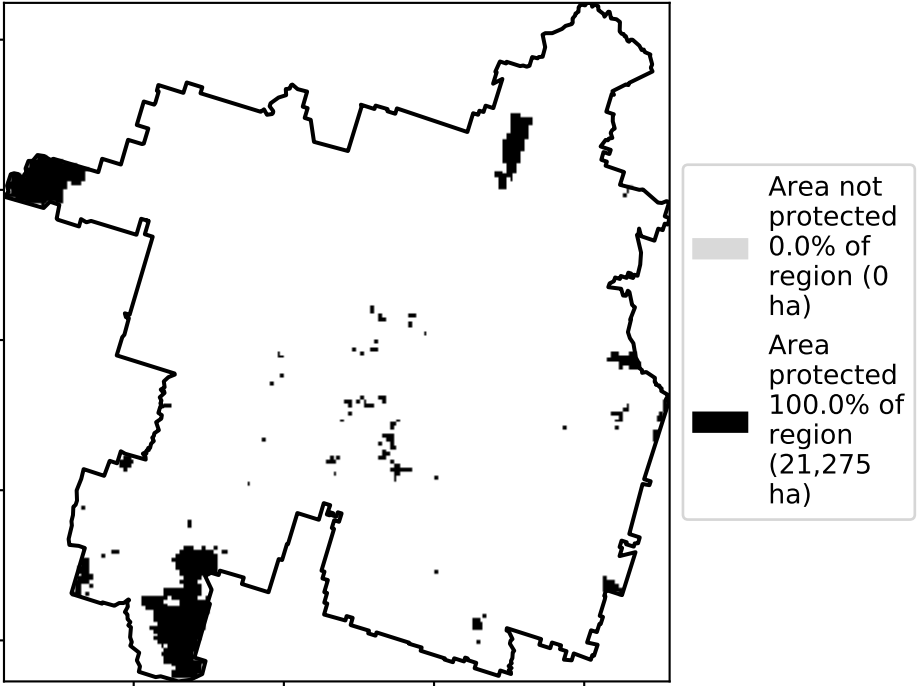 Area not
protected
0.0% of
region (0
ha)
Area
protected
100.0% of
region
(21,275
ha)